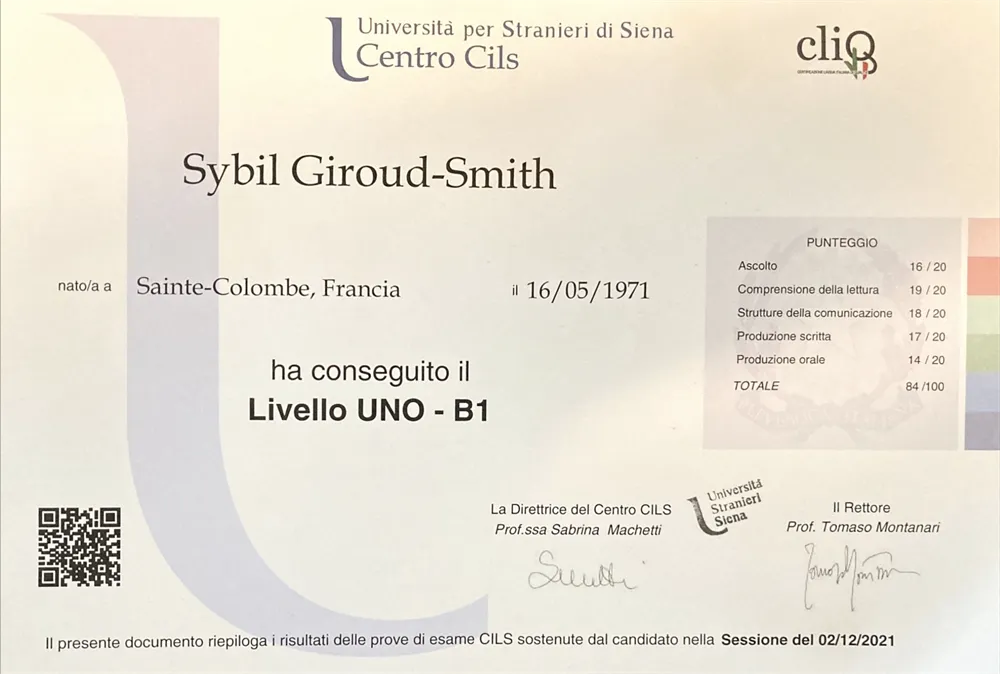 Università per Stranieri di Siena
Centro Cils
cliQ
Sybil Giroud-Smith
nato/a a Sainte-Colombe, Francia il 16/05/1971
ha conseguito il
Livello UNO - B1
PUNTEGGIO
Ascolto 16 / 20
Comprensione della lettura 19 / 20
Strutture della comunicazione 18 / 20
Produzione scritta 17 / 20
Produzione orale 14 / 20
TOTALE 84 /100
La Direttrice del Centro CILS
Prof.ssa Sabrina Machetti
Università
Stranieri
Siena
Il Rettore
Prof. Tomaso Montanari
Il presente documento riepiloga i risultati delle prove di esame CILS sostenute dal candidato nella Sessione del 02/12/2021